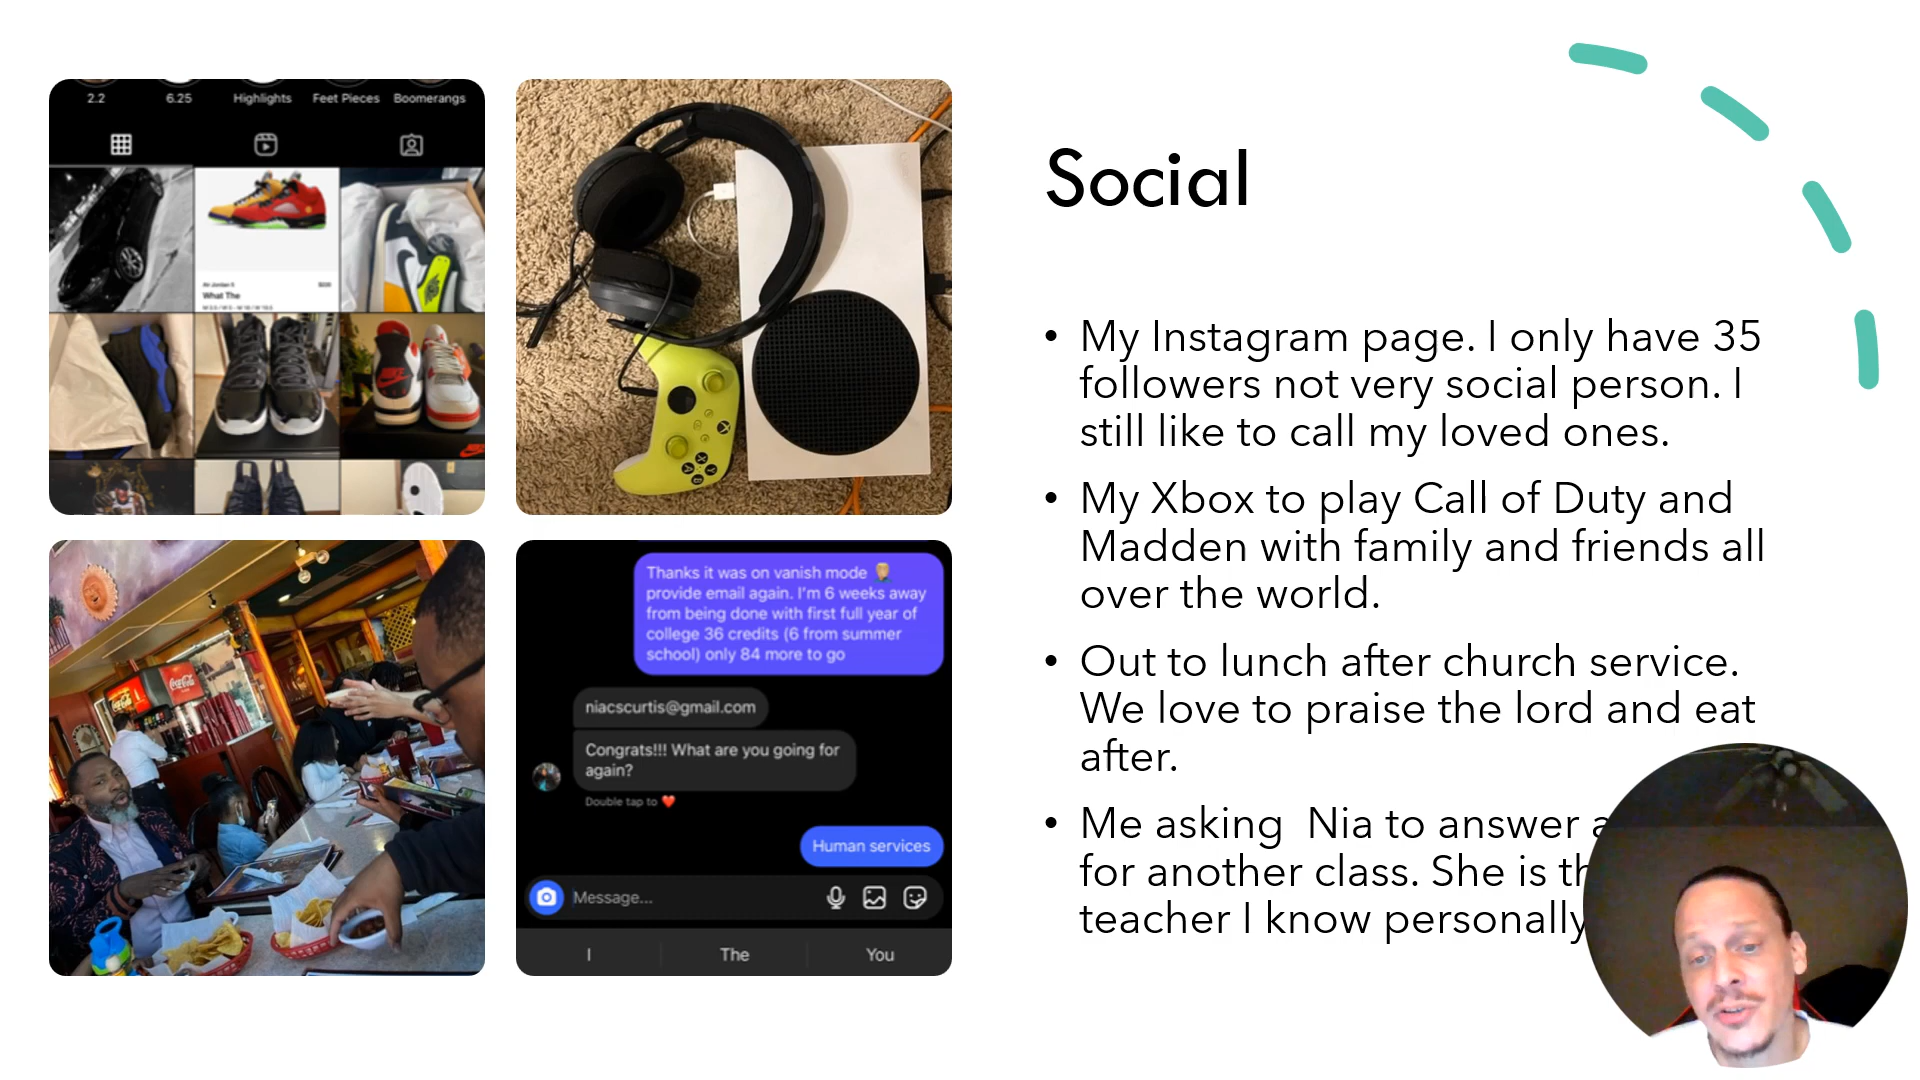 2.2 6.25 Highlights Feet Pieces Boomerangs
What The
Coca-Cola
Thanks it was on vanish mode 🤦🏼‍♂️
provide email again. I'm 6 weeks away
from being done with first full year of
college 36 credits (6 from summer
school) only 84 more to go
niacscurtis@gmail.com
Congrats!!! What are you going for
again?
Double tap to ❤️
Human services
Message...
I The You
Social
• My Instagram page. I only have 35
followers not very social person. I
still like to call my loved ones.
• My Xbox to play Call of Duty and
Madden with family and friends all
over the world.
• Out to lunch after church service.
We love to praise the lord and eat
after.
• Me asking Nia to answer
for another class. She is
teacher I know personally